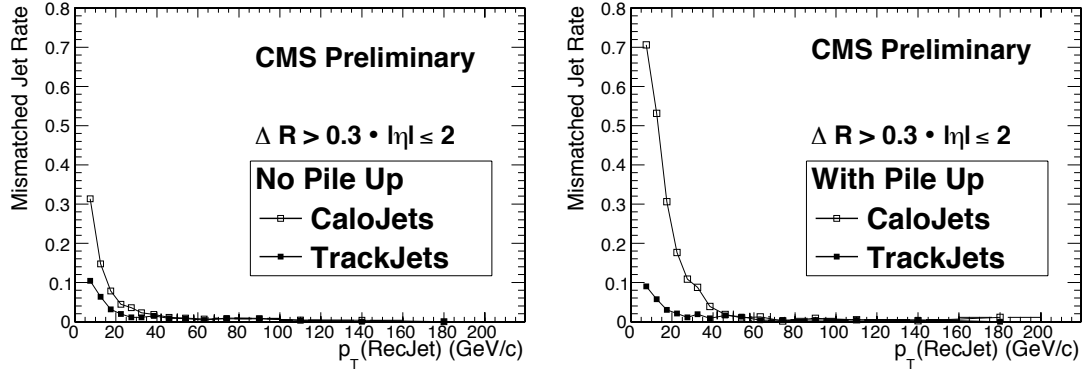 Mismatched Jet Rate
0.8
0.7
0.6
0.5
0.4
0.3
0.2
0.1
0
CMS Preliminary
Δ R > 0.3 • |η| ≤ 2
No Pile Up
CaloJets
TrackJets
0 20 40 60 80 100 120 140 160 180 200
p_T(RecJet) (GeV/c)
Mismatched Jet Rate
0.8
0.7
0.6
0.5
0.4
0.3
0.2
0.1
0
CMS Preliminary
Δ R > 0.3 • |η| ≤ 2
With Pile Up
CaloJets
TrackJets
0 20 40 60 80 100 120 140 160 180 200
p_T(RecJet) (GeV/c)